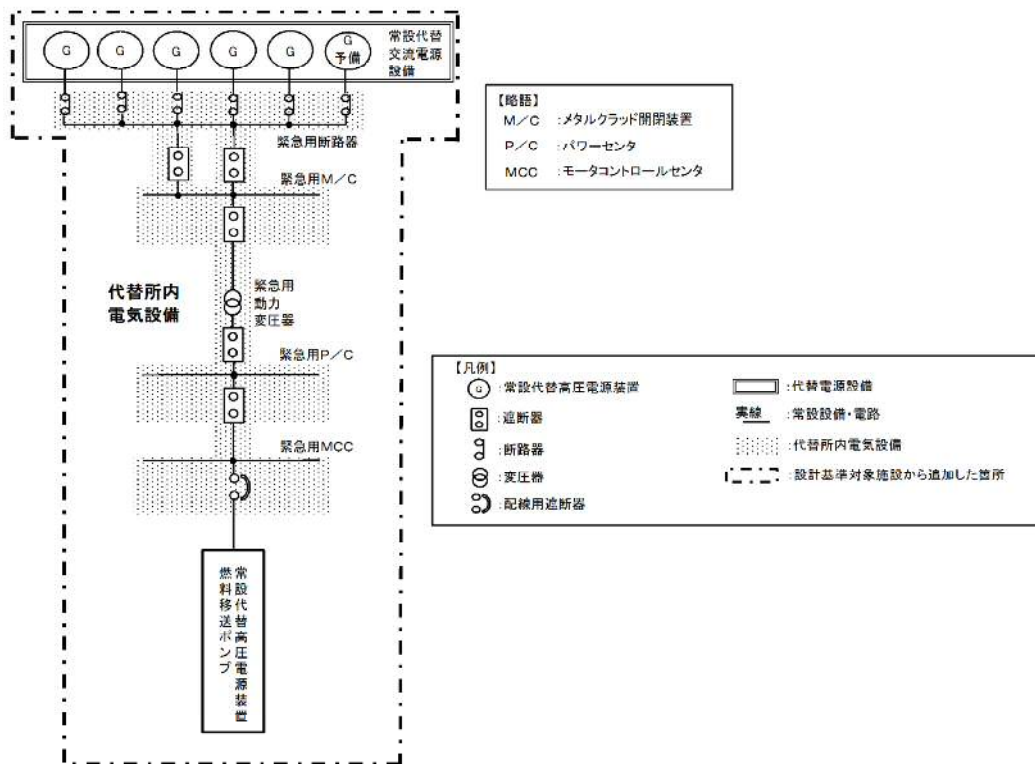 G
G
G
G
G
G
予備
常設代替
交流電源
設備
緊急用断路器
緊急用M/C
代替所内
電気設備
緊急用
動力
変圧器
緊急用P/C
緊急用MCC
常設代替高圧電源装置
燃料移送ポンプ
【略語】
M/C :メタルクラッド開閉装置
P/C :パワーセンタ
MCC :モータコントロールセンタ
【凡例】
G :常設代替高圧電源装置
:遮断器
:断路器
:変圧器
:配線用遮断器
:代替電源設備
実線 :常設設備・電路
:代替所内電気設備
:設計基準対象施設から追加した箇所